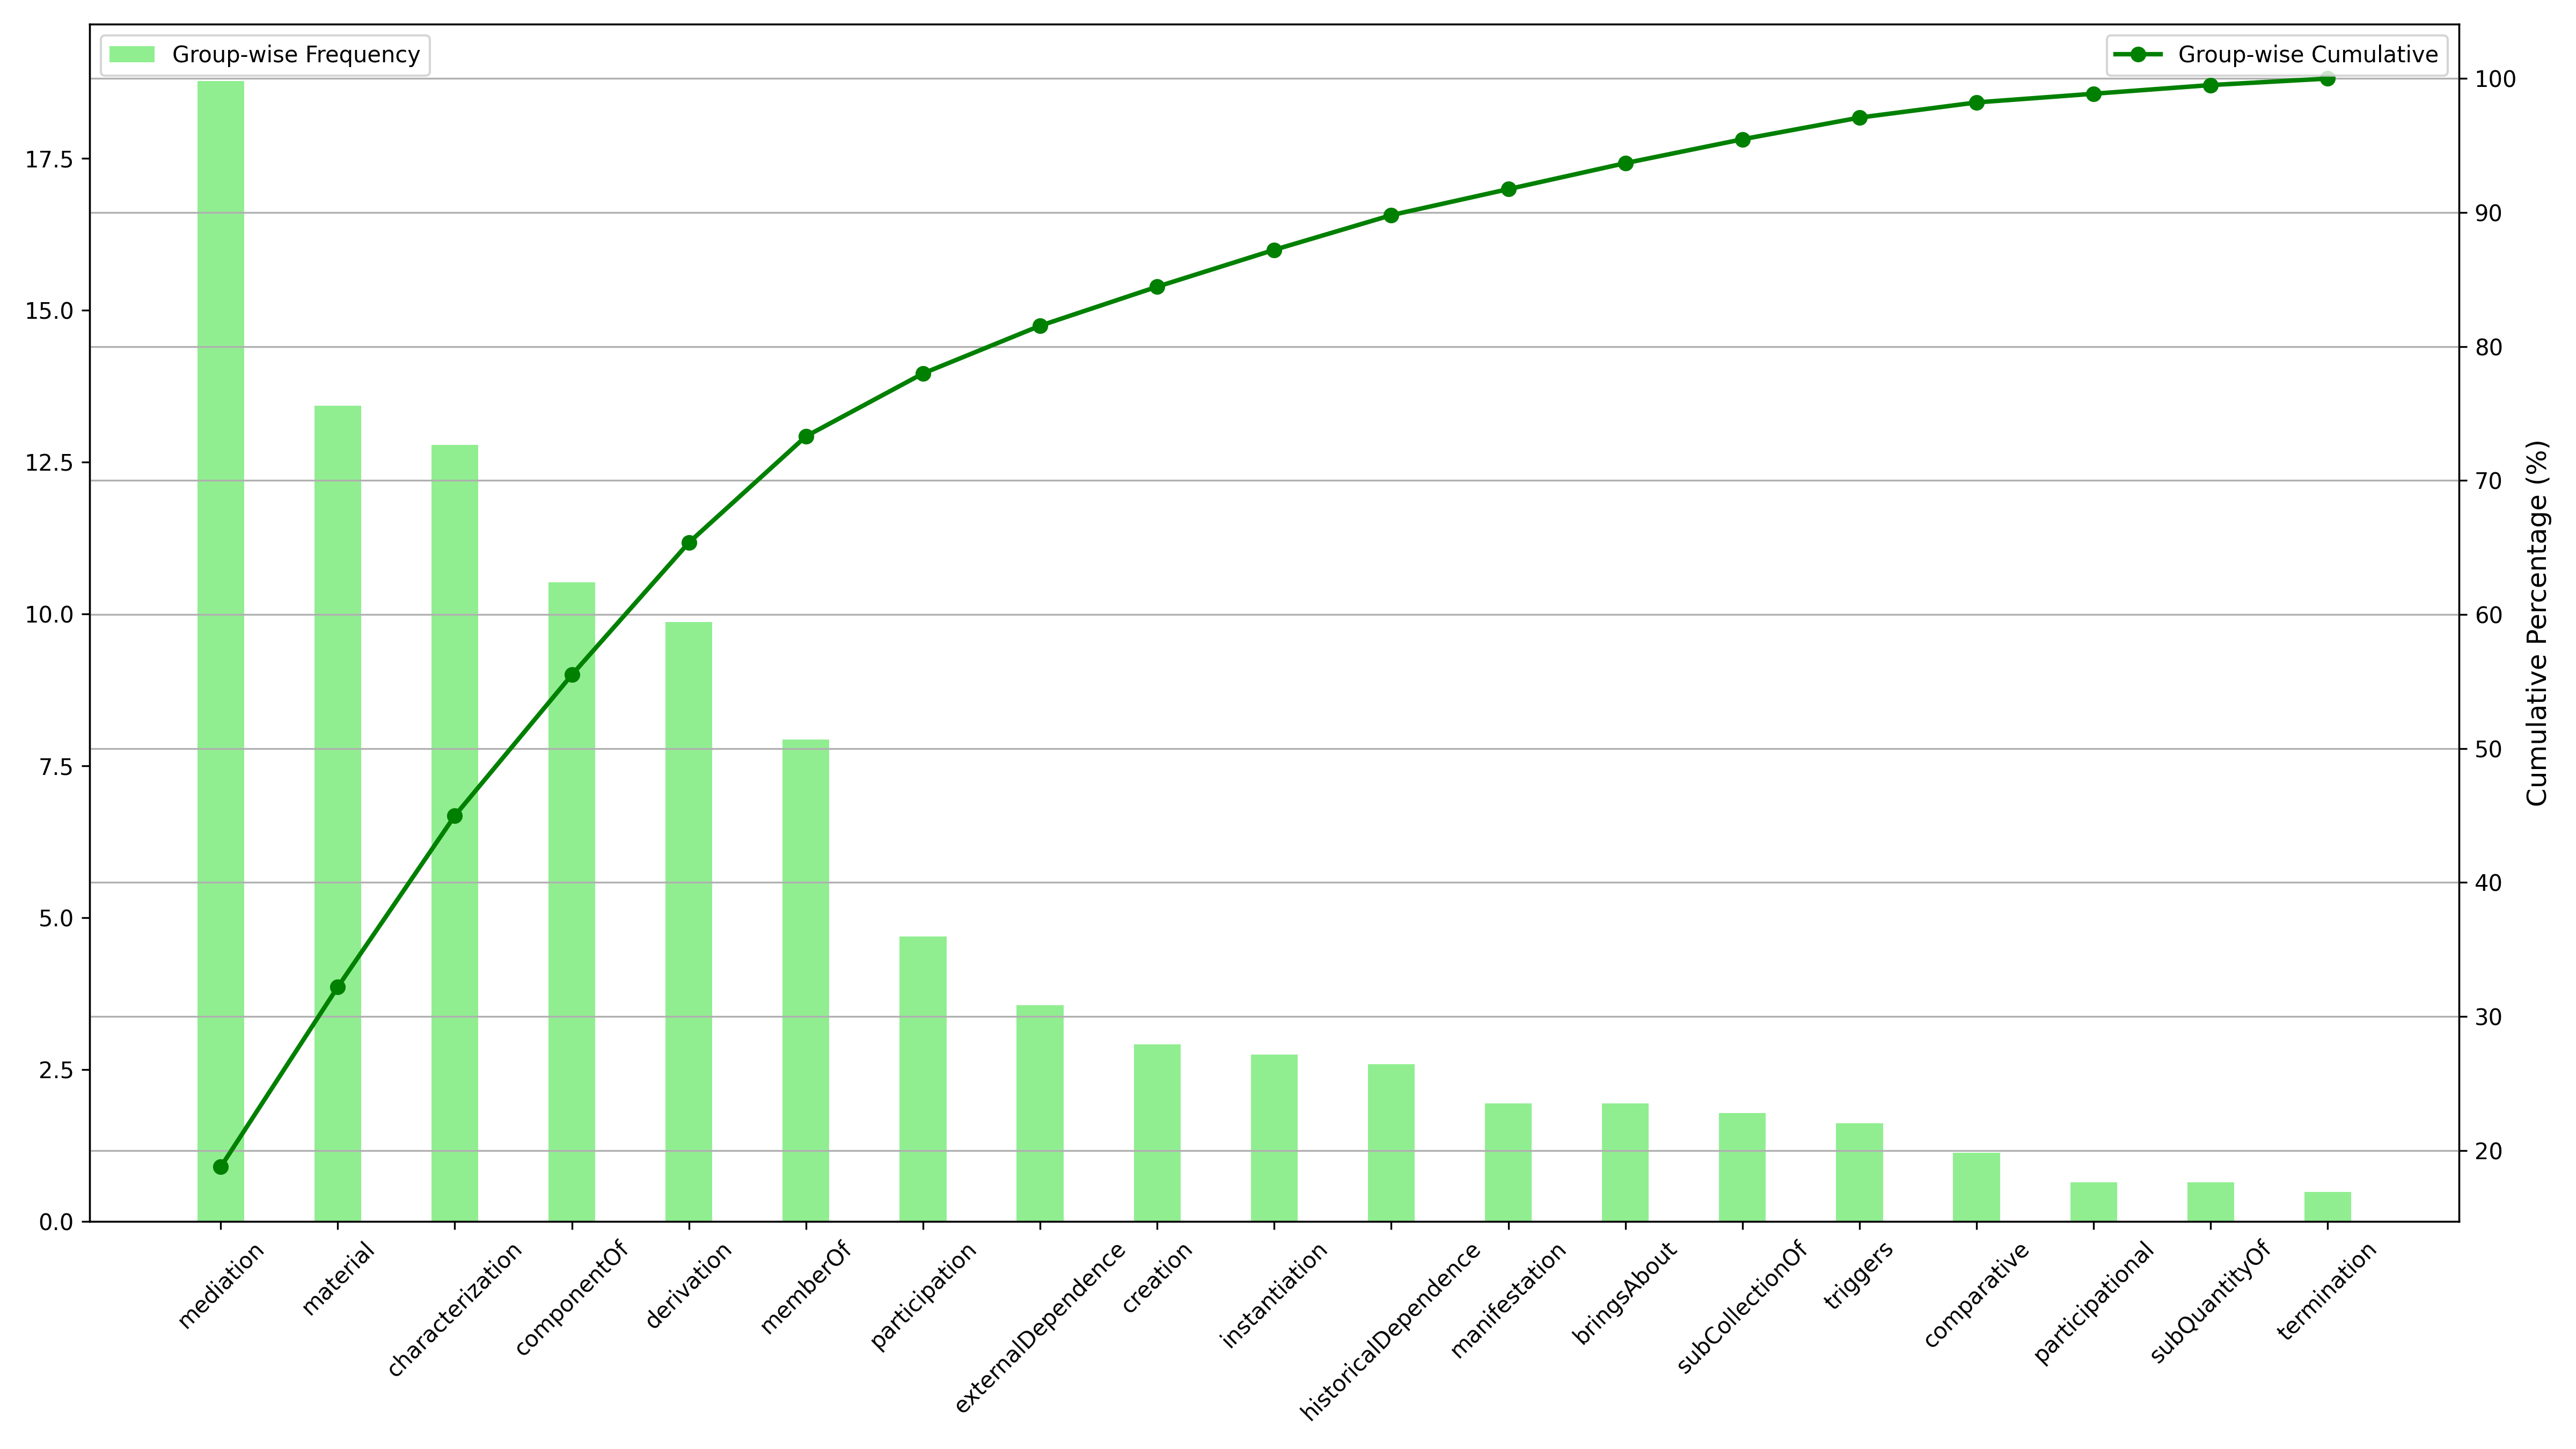 Group-wise Frequency
Group-wise Cumulative
17.5
15.0
12.5
10.0
7.5
5.0
2.5
0.0
100
90
80
70
60
50
40
30
20
Cumulative Percentage (%)
mediation
material
characterization
componentOf
derivation
memberOf
participation
externalDependence
creation
instantiation
historicalDependence
manifestation
bringsAbout
subCollectionOf
triggers
comparative
participational
subQuantityOf
termination